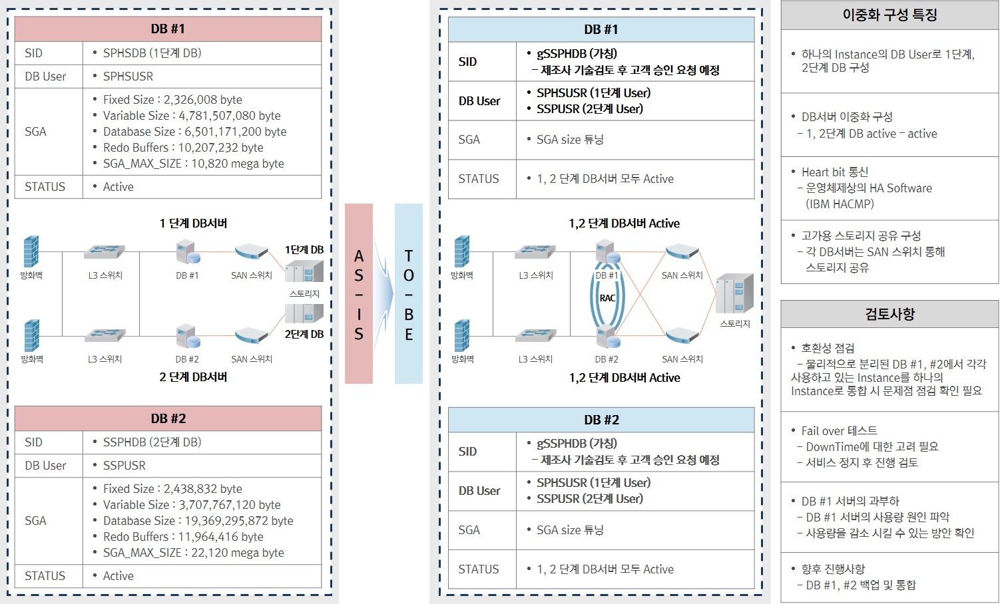 DB #1
SID
• SPHSDB (1단계 DB)
DB User
• SPHSUSR
SGA
• Fixed Size : 2,326,008 byte
• Variable Size : 4,781,507,080 byte
• Database Size : 6,501,171,200 byte
• Redo Buffers : 10,207,232 byte
• SGA_MAX_SIZE : 10,820 mega byte
STATUS
• Active
1 단계 DB서버
방화벽
L3 스위치
DB #1
SAN 스위치
1단계 DB
스토리지
2단계 DB
방화벽
L3 스위치
DB #2
SAN 스위치
2 단계 DB서버
DB #2
SID
• SSPHDB (2단계 DB)
DB User
• SSPUSR
SGA
• Fixed Size : 2,438,832 byte
• Variable Size : 3,707,767,120 byte
• Database Size : 19,369,295,872 byte
• Redo Buffers : 11,964,416 byte
• SGA_MAX_SIZE : 22,120 mega byte
STATUS
• Active
A
S
–
I
S
T
O
–
B
E
DB #1
SID
• gSSPHDB (가칭)
– 제조사 기술검토 후 고객 승인 요청 예정
DB User
• SPHSUSR (1단계 User)
• SSPUSR (2단계 User)
SGA
• SGA size 튜닝
STATUS
• 1, 2 단계 DB서버 모두 Active
1,2 단계 DB서버 Active
방화벽
L3 스위치
DB #1
SAN 스위치
RAC
스토리지
방화벽
L3 스위치
DB #2
SAN 스위치
1,2 단계 DB서버 Active
DB #2
SID
• gSSPHDB (가칭)
– 제조사 기술검토 후 고객 승인 요청 예정
DB User
• SPHSUSR (1단계 User)
• SSPUSR (2단계 User)
SGA
• SGA size 튜닝
STATUS
• 1, 2 단계 DB서버 모두 Active
이중화 구성 특징
• 하나의 Instance의 DB User로 1단계,
2단계 DB 구성
• DB서버 이중화 구성
– 1, 2단계 DB active – active
• Heart bit 통신
– 운영체제상의 HA Software
(IBM HACMP)
• 고가용 스토리지 공유 구성
– 각 DB서버는 SAN 스위치 통해
스토리지 공유
검토사항
• 호환성 점검
– 물리적으로 분리된 DB #1, #2에서 각각
사용하고 있는 Instance를 하나의
Instance로 통합 시 문제점 점검 확인 필요
• Fail over 테스트
– DownTime에 대한 고려 필요
– 서비스 정지 후 진행 검토
• DB #1 서버의 과부하
– DB #1 서버의 사용량 원인 파악
– 사용량을 감소 시킬 수 있는 방안 확인
• 향후 진행사항
– DB #1, #2 백업 및 통합